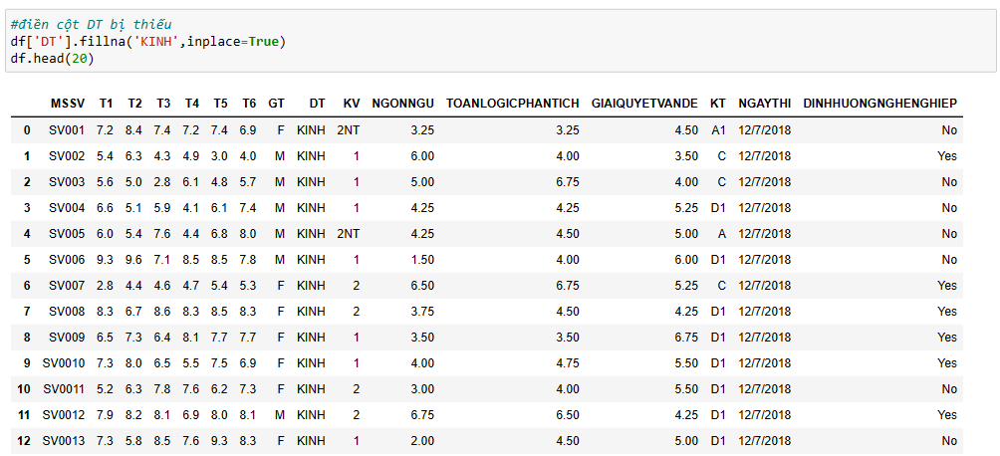 #điền cột DT bị thiếu
df['DT'].fillna('KINH',inplace=True)
df.head(20)
MSSV T1 T2 T3 T4 T5 T6 GT DT KV NGONNGU TOANLOGICPHANTICH GIAIQUYETVANDE KT NGAYTHI DINHHUONGNGHENGHIEP
0 SV001 7.2 8.4 7.4 7.2 7.4 6.9 F KINH 2NT 3.25 3.25 4.50 A1 12/7/2018 No
1 SV002 5.4 6.3 4.3 4.9 3.0 4.0 M KINH 1 6.00 4.00 3.50 C 12/7/2018 Yes
2 SV003 5.6 5.0 2.8 6.1 4.8 5.7 M KINH 1 5.00 6.75 4.00 C 12/7/2018 No
3 SV004 6.6 5.1 5.9 4.1 6.1 7.4 M KINH 1 4.25 4.25 5.25 D1 12/7/2018 No
4 SV005 6.0 5.4 7.6 4.4 6.8 8.0 M KINH 2NT 4.25 4.50 5.00 A 12/7/2018 No
5 SV006 9.3 9.6 7.1 8.5 8.5 7.8 M KINH 1 1.50 4.00 6.00 D1 12/7/2018 No
6 SV007 2.8 4.4 4.6 4.7 5.4 5.3 F KINH 2 6.50 6.75 5.25 C 12/7/2018 Yes
7 SV008 8.3 6.7 8.6 8.3 8.5 8.3 F KINH 2 3.75 4.50 4.25 D1 12/7/2018 Yes
8 SV009 6.5 7.3 6.4 8.1 7.7 7.7 F KINH 1 3.50 3.50 6.75 D1 12/7/2018 Yes
9 SV0010 7.3 8.0 6.5 5.5 7.5 6.9 F KINH 1 4.00 4.75 5.50 D1 12/7/2018 Yes
10 SV0011 5.2 6.3 7.8 7.6 6.2 7.3 F KINH 2 3.00 4.00 5.50 D1 12/7/2018 No
11 SV0012 7.9 8.2 8.1 6.9 8.0 8.1 M KINH 2 6.75 6.50 4.25 D1 12/7/2018 Yes
12 SV0013 7.3 5.8 8.5 7.6 9.3 8.3 F KINH 1 2.00 4.50 5.00 D1 12/7/2018 No